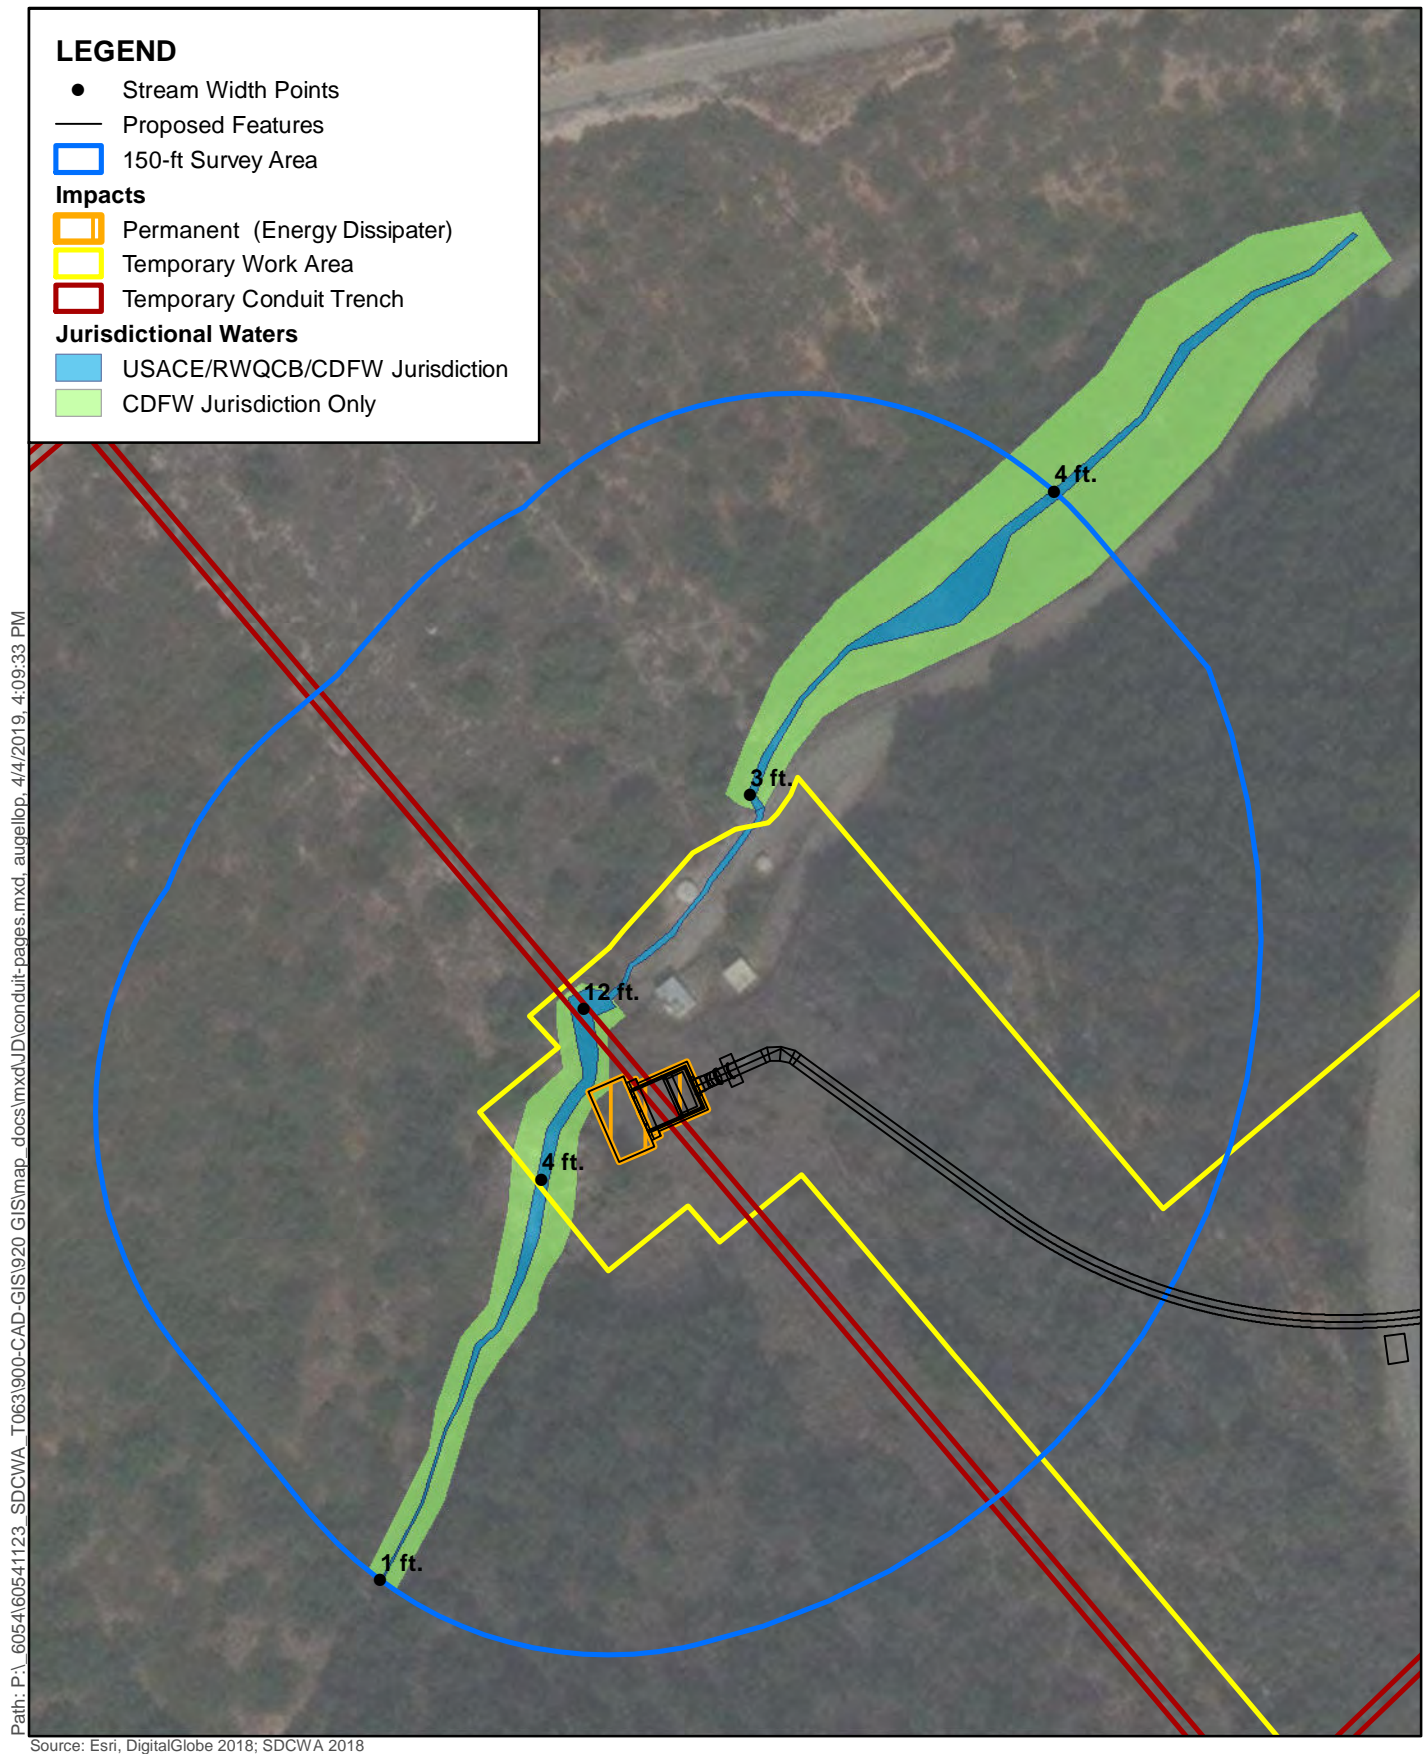 LEGEND
Stream Width Points
Proposed Features
150-ft Survey Area
Impacts
Permanent (Energy Dissipater)
Temporary Work Area
Temporary Conduit Trench
Jurisdictional Waters
USACE/RWQCB/CDFW Jurisdiction
CDFW Jurisdiction Only
4 ft.
3 ft.
12 ft.
4 ft.
1 ft.
Path: P:\_6054\60541123_SDCWA_T063\900-CAD-GIS\920 GIS\map_docs\mxd\JD\conduit-pages.mxd, augellop, 4/4/2019, 4:09:33 PM
Source: Esri, DigitalGlobe 2018; SDCWA 2018